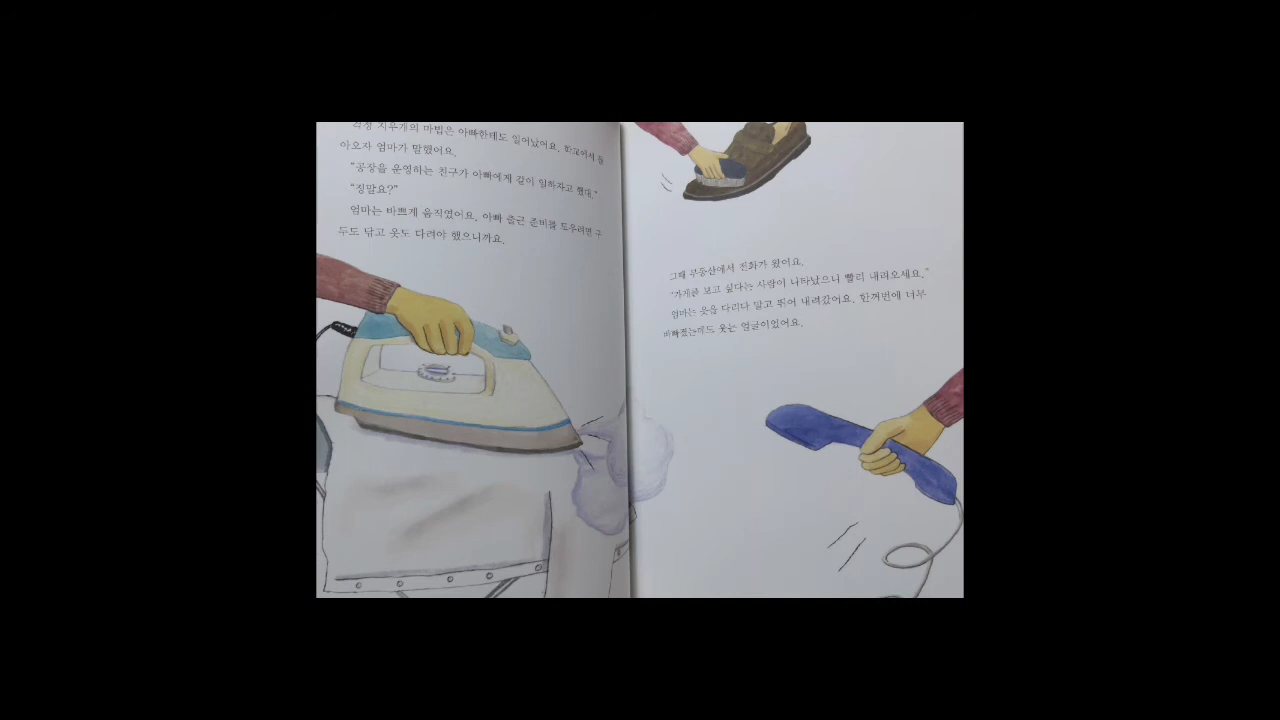 걱정 지우개의 마법은 아빠한테도 일어났어요. 학교에서 돌
아오자 엄마가 말했어요.
"공장을 운영하는 친구가 아빠에게 같이 일하자고 했대."
"정말요?"
엄마는 바쁘게 움직였어요. 아빠 출근 준비를 도우려면 구
두도 닦고 옷도 다려야 했으니까요.
그때 부동산에서 전화가 왔어요.
"가게를 보고 싶다는 사람이 나타났으니 빨리 내려오세요."
엄마는 옷을 다리다 말고 뛰어 내려갔어요. 한꺼번에 너무
바빠졌는데도 웃는 얼굴이었어요.